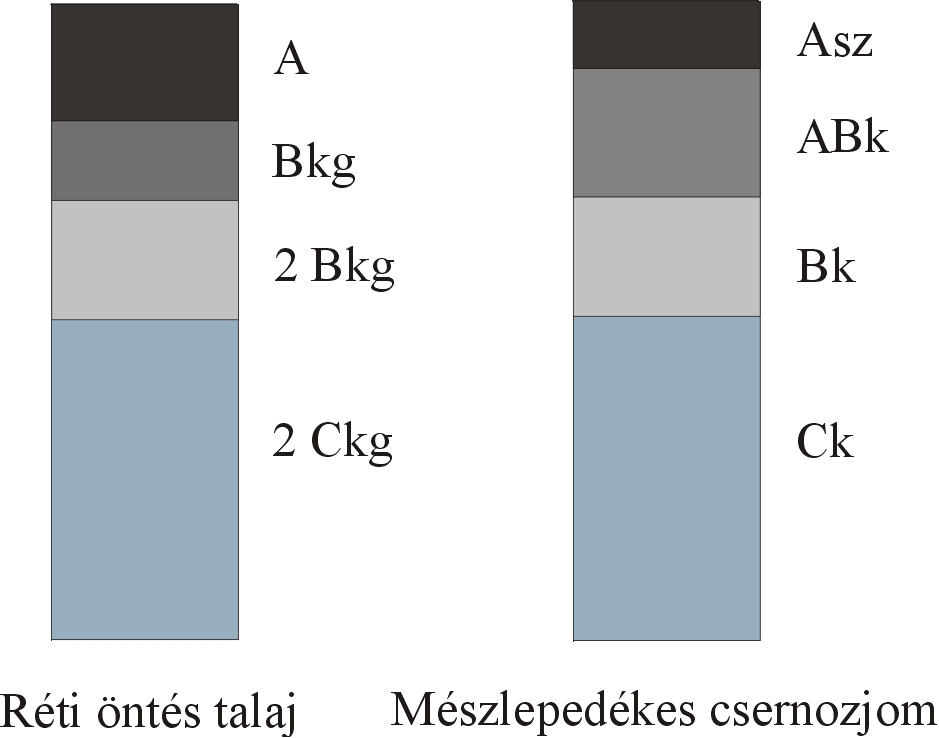 A
Bkg
2 Bkg
2 Ckg
Réti öntés talaj
Asz
ABk
Bk
Ck
Mészlepedékes csernozjom